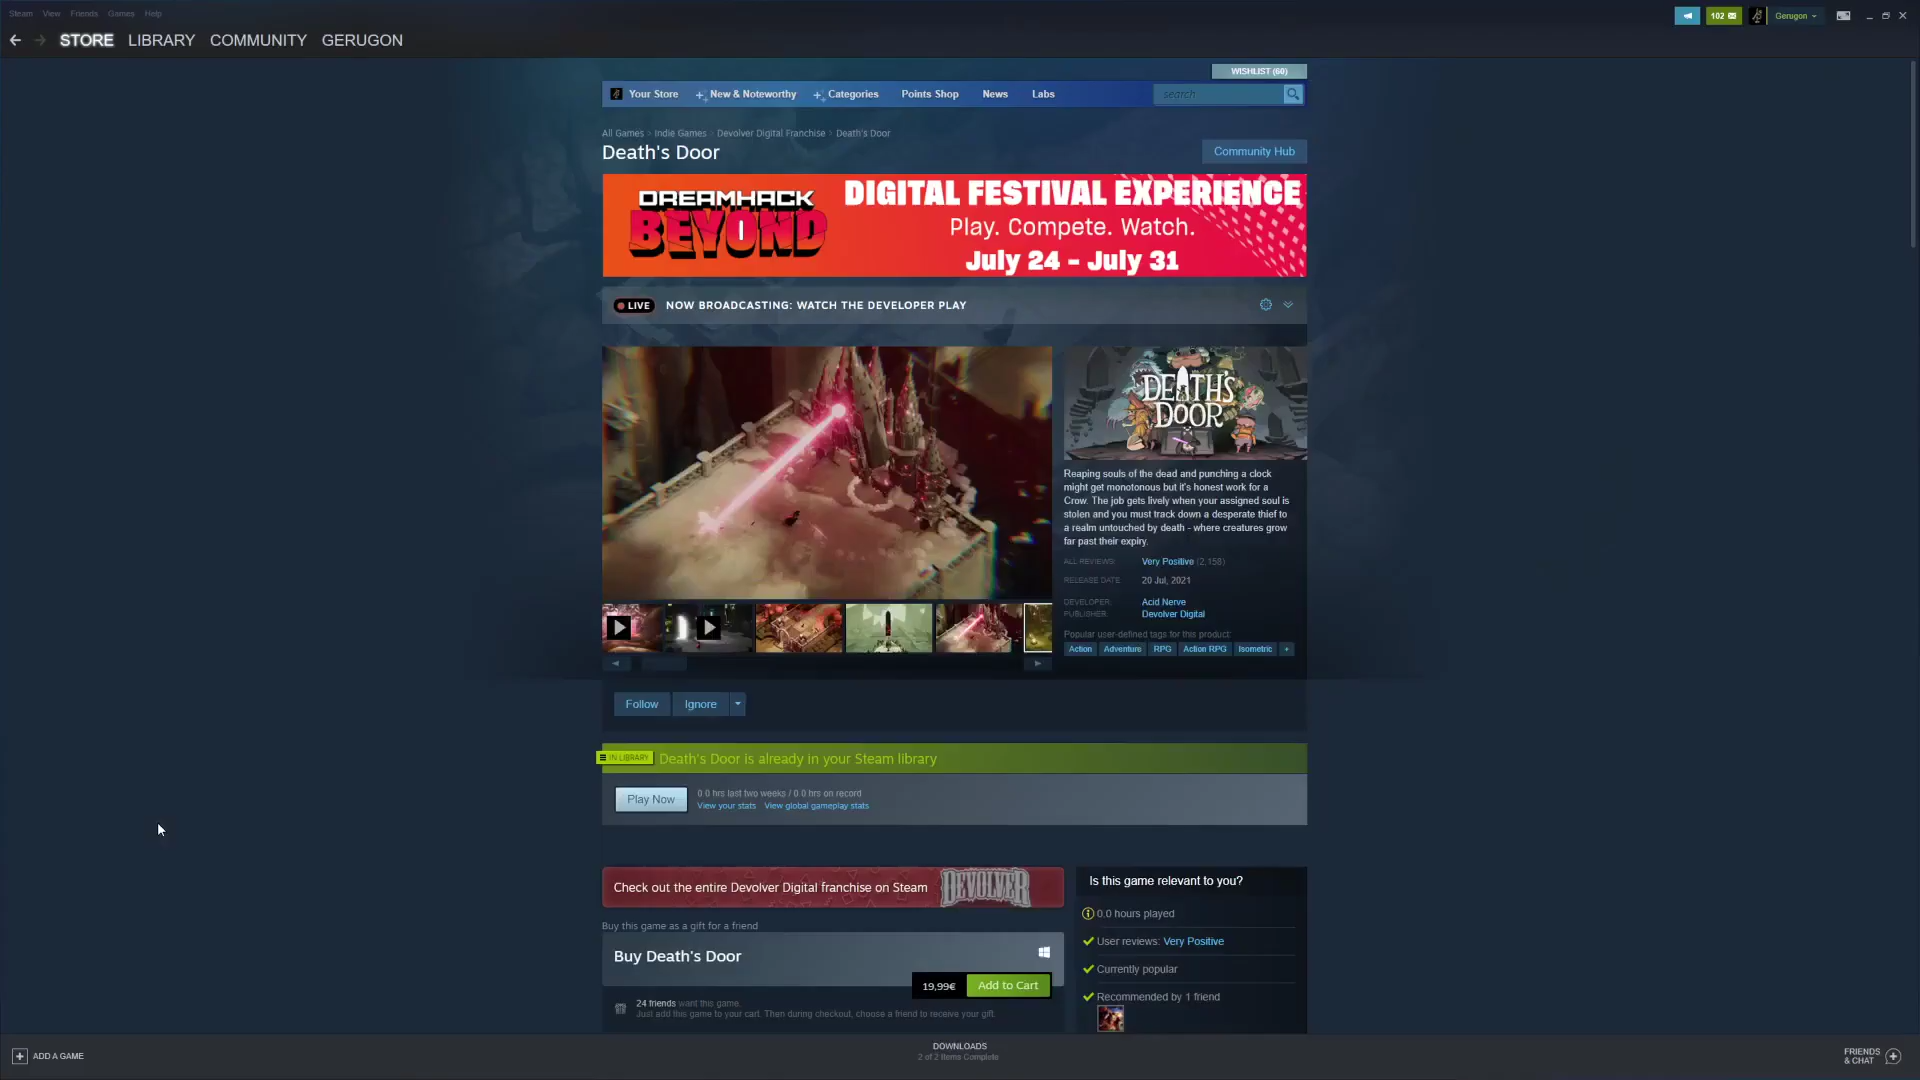 Steam View Friends Games Help
102
Gerugon
STORE LIBRARY COMMUNITY GERUGON
WISHLIST (60)
Your Store New & Noteworthy Categories Points Shop News Labs search
All Games > Indie Games > Devolver Digital Franchise > Death's Door
Death's Door
Community Hub
DREAMHACK
BEYOND
DIGITAL FESTIVAL EXPERIENCE
Play. Compete. Watch.
July 24 - July 31
LIVE NOW BROADCASTING: WATCH THE DEVELOPER PLAY
DEATH'S
DOOR
Reaping souls of the dead and punching a clock
might get monotonous but it's honest work for a
Crow. The job gets lively when your assigned soul is
stolen and you must track down a desperate thief to
a realm untouched by death - where creatures grow
far past their expiry.
ALL REVIEWS: Very Positive (2,158)
RELEASE DATE: 20 Jul, 2021
DEVELOPER: Acid Nerve
PUBLISHER: Devolver Digital
Popular user-defined tags for this product:
Action Adventure RPG Action RPG Isometric +
Follow Ignore
IN LIBRARY Death's Door is already in your Steam library
Play Now
0.0 hrs last two weeks / 0.0 hrs on record
View your stats View global gameplay stats
Check out the entire Devolver Digital franchise on Steam DEVOLVER
Buy this game as a gift for a friend
Buy Death's Door
19,99€ Add to Cart
24 friends want this game.
Just add this game to your cart. Then during checkout, choose a friend to receive your gift.
Is this game relevant to you?
0.0 hours played
User reviews: Very Positive
Currently popular
Recommended by 1 friend
ADD A GAME
DOWNLOADS
2 of 2 Items Complete
FRIENDS
& CHAT